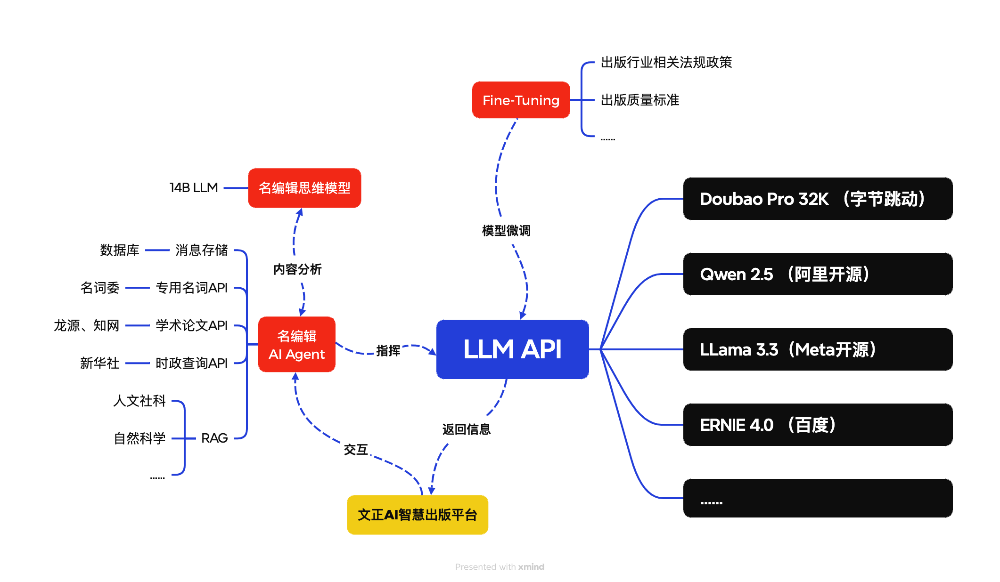 出版行业相关法规政策
Fine-Tuning
出版质量标准
......
14B LLM
名编辑思维模型
模型微调
内容分析
数据库
消息存储
名词委
专用名词API
龙源、知网
学术论文API
新华社
时政查询API
人文社科
自然科学
......
RAG
名编辑
AI Agent
指挥
LLM API
返回信息
交互
文正AI智慧出版平台
Doubao Pro 32K （字节跳动）
Qwen 2.5 （阿里开源）
LLama 3.3（Meta开源）
ERNIE 4.0 （百度）
......
Presented with xmind